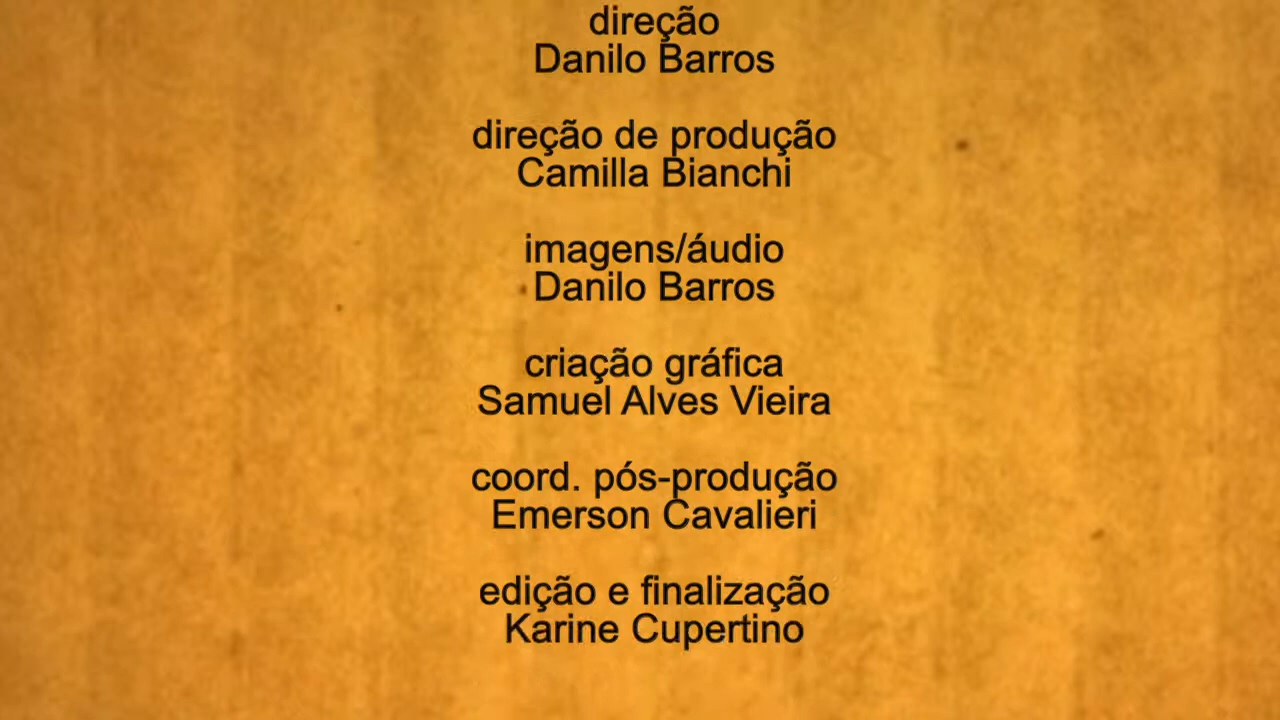 direção
Danilo Barros
direção de produção
Camilla Bianchi
imagens/áudio
Danilo Barros
criação gráfica
Samuel Alves Vieira
coord. pós-produção
Emerson Cavalieri
edição e finalização
Karine Cupertino